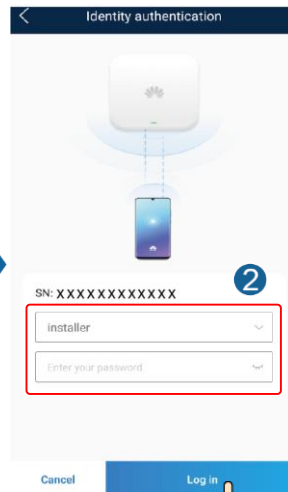 Identity authentication
SN: XXXXXXXXXXXX
2
installer
Enter your password
Cancel
Log in